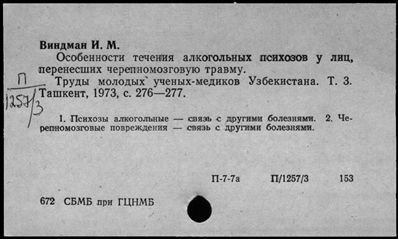 Виндман И. М.
Особенности течения алкогольных психозов у лиц,
перенесших черепномозговую травму.
Труды молодых ученых-медиков Узбекистана. Т. 3.
Ташкент, 1973, с. 276—277.
П
1257/3
1. Психозы алкогольные — связь с другими болезнями. 2. Че-
репномозговые повреждения — связь с другими болезнями.
П-7-7а П/1257/3 153
672 СБМБ при ГЦНМБ